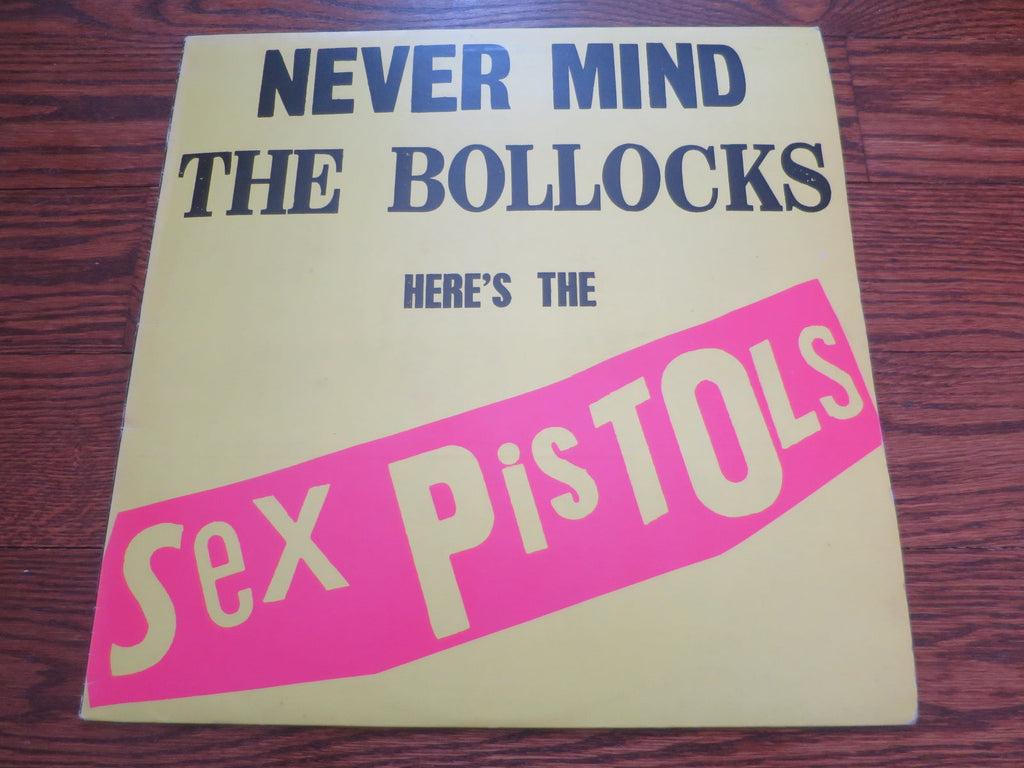 NEVER MIND
THE BOLLOCKS
HERE'S THE
SeX PisTOLS